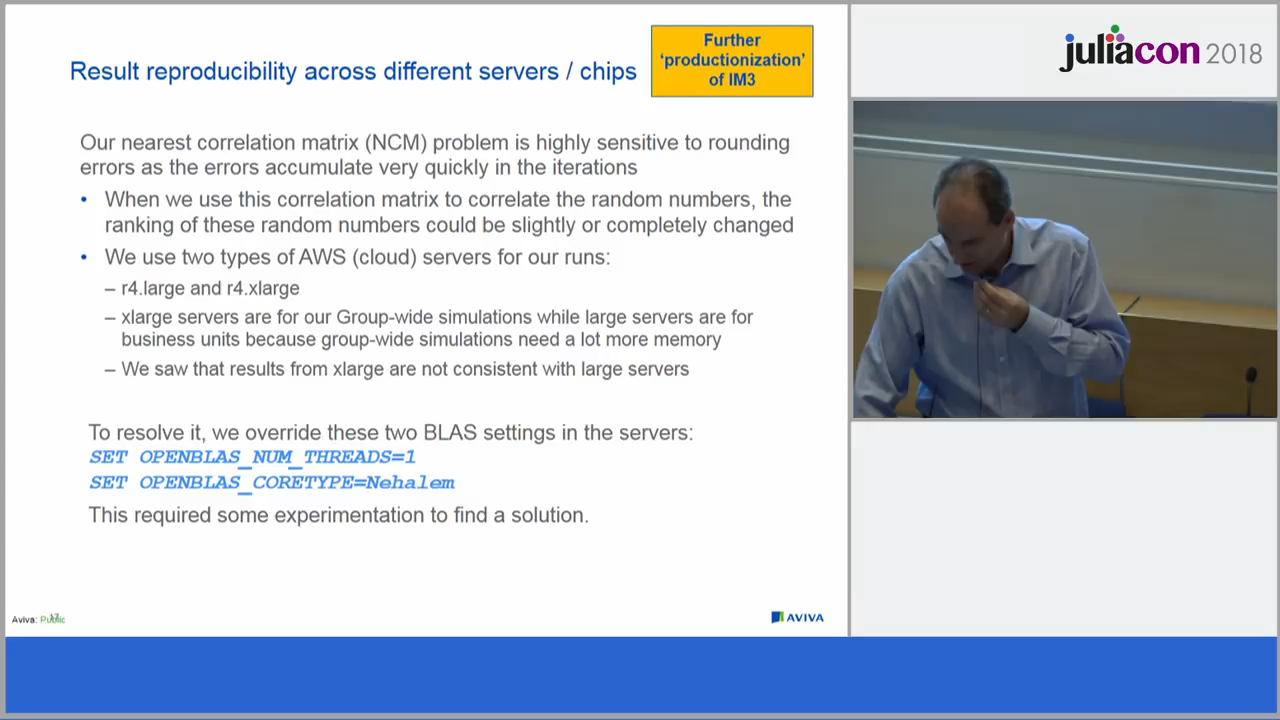 Result reproducibility across different servers / chips
Further
‘productionization’
of IM3
juliacon 2018
Our nearest correlation matrix (NCM) problem is highly sensitive to rounding
errors as the errors accumulate very quickly in the iterations
• When we use this correlation matrix to correlate the random numbers, the
ranking of these random numbers could be slightly or completely changed
• We use two types of AWS (cloud) servers for our runs:
– r4.large and r4.xlarge
– xlarge servers are for our Group-wide simulations while large servers are for
business units because group-wide simulations need a lot more memory
– We saw that results from xlarge are not consistent with large servers
To resolve it, we override these two BLAS settings in the servers:
SET OPENBLAS_NUM_THREADS=1
SET OPENBLAS_CORETYPE=Nehalem
This required some experimentation to find a solution.
Aviva: Public
AVIVA